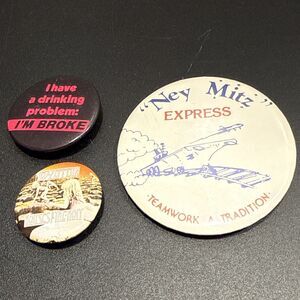 I have
a drinking
problem:
I'M BROKE
"Ney Mitz"
EXPRESS
·TEAMWORK·A·TRADITION·